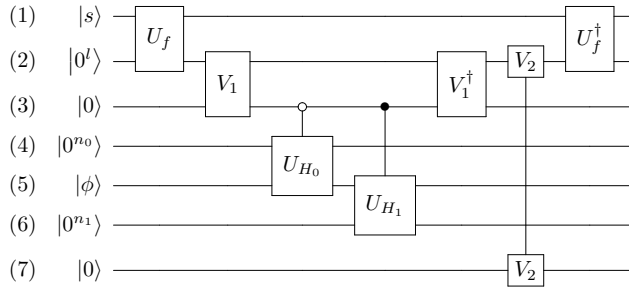 (1) |s⟩ U_f U_f^†
(2) |0^l⟩ V_1 V_1^† V_2
(3) |0⟩
(4) |0^{n_0}⟩ U_{H_0}
(5) |ϕ⟩ U_{H_1}
(6) |0^{n_1}⟩
(7) |0⟩ V_2